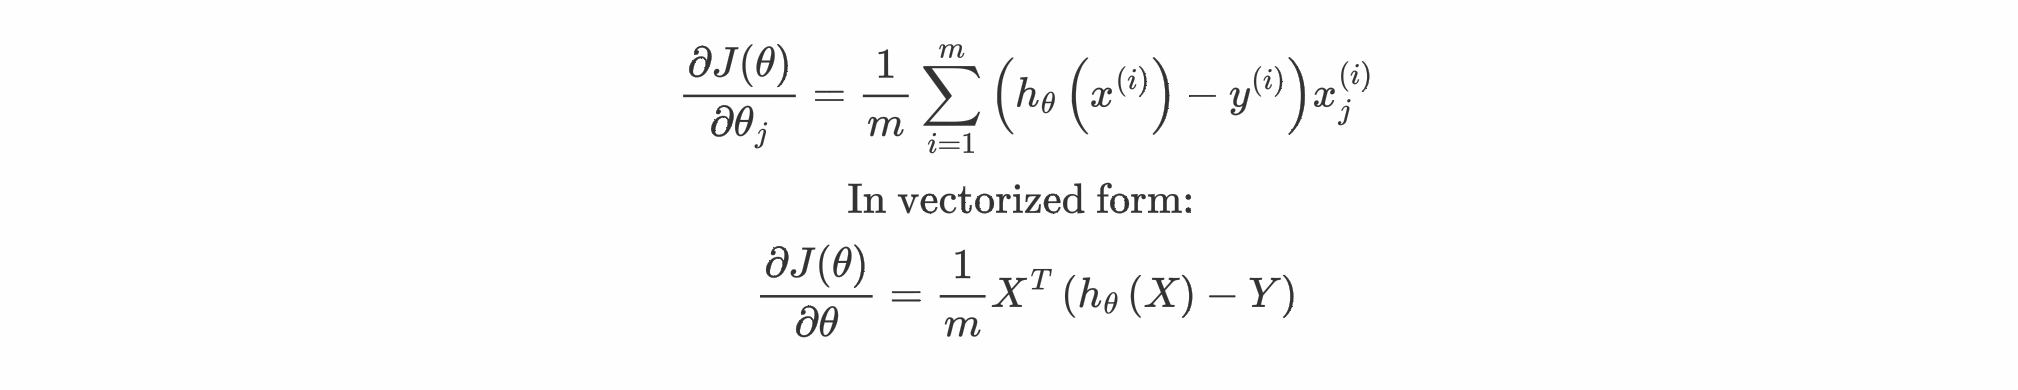 ∂J(θ)/∂θ_j = 1/m ∑_{i=1}^{m} (h_θ (x^{(i)}) − y^{(i)}) x_j^{(i)}
In vectorized form:
∂J(θ)/∂θ = 1/m X^T (h_θ (X) − Y)